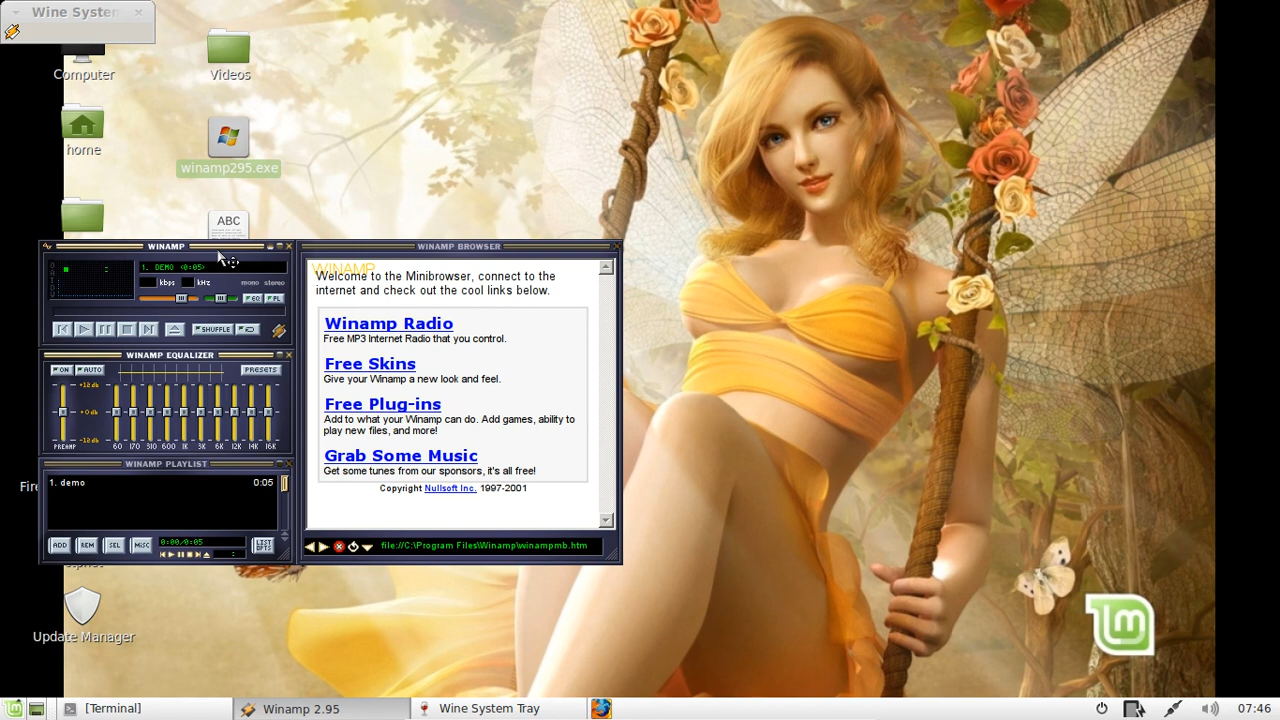 Wine System
Computer
Videos
home
winamp295.exe
ABC
WINAMP
1. DEMO <0:05>
kbps
kHz
mono stereo
EQ
PL
SHUFFLE
WINAMP EQUALIZER
ON
AUTO
PRESETS
+12db
+0db
-12db
PREAMP
60 170 310 600 1K 3K 6K 12K 14K 16K
WINAMP PLAYLIST
1. demo 0:05
ADD
REM
SEL
MISC
0:00/0:05
LIST
OPTS
WINAMP BROWSER
WINAMP
Welcome to the Minibrowser, connect to the
internet and check out the cool links below.
Winamp Radio
Free MP3 Internet Radio that you control.
Free Skins
Give your Winamp a new look and feel.
Free Plug-ins
Add to what your Winamp can do. Add games, ability to
play new files, and more!
Grab Some Music
Get some tunes from our sponsors, it's all free!
Copyright Nullsoft Inc. 1997-2001
file://C:\Program Files\Winamp\winampmb.htm
Fire
Update Manager
[Terminal]
Winamp 2.95
Wine System Tray
07:46